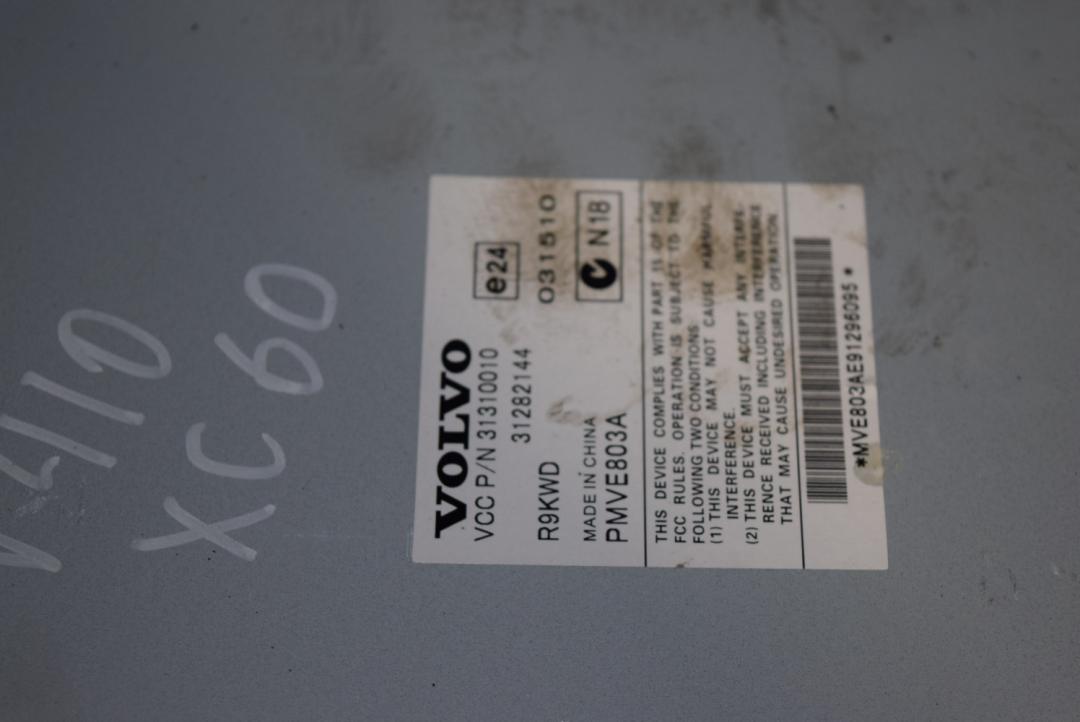 V410
XC60
VOLVO
VCC P/N 31310010
31282144
e24
031510
R9KWD
MADE IN CHINA
PMVE803A
N18
THIS DEVICE COMPLIES WITH PART 15 OF THE
FCC RULES. OPERATION IS SUBJECT TO THE
FOLLOWING TWO CONDITIONS:
(1) THIS DEVICE MAY NOT CAUSE HARMFUL
INTERFERENCE.
(2) THIS DEVICE MUST ACCEPT ANY INTERFE-
RENCE RECEIVED INCLUDING INTERFERENCE
THAT MAY CAUSE UNDESIRED OPERATION.
*MVE803AE91296095*